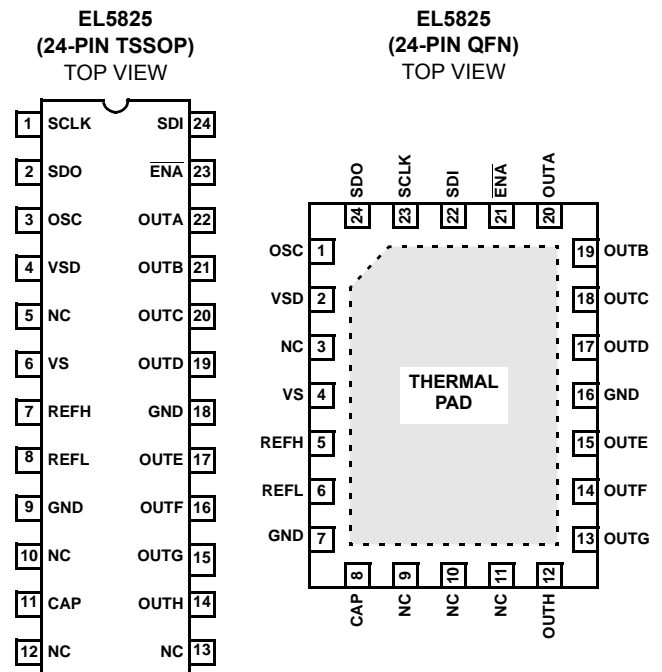 EL5825
(24-PIN TSSOP)
TOP VIEW
1 SCLK SDI 24
2 SDO ENA 23
3 OSC OUTA 22
4 VSD OUTB 21
5 NC OUTC 20
6 VS OUTD 19
7 REFH GND 18
8 REFL OUTE 17
9 GND OUTF 16
10 NC OUTG 15
11 CAP OUTH 14
12 NC NC 13
EL5825
(24-PIN QFN)
TOP VIEW
SDO SCLK SDI ENA OUTA
24 23 22 21 20
OSC 1 19 OUTB
VSD 2 18 OUTC
NC 3 17 OUTD
VS 4 16 GND
REFH 5 15 OUTE
REFL 6 14 OUTF
GND 7 13 OUTG
THERMAL
PAD
8 9 10 11 12
CAP NC NC NC OUTH